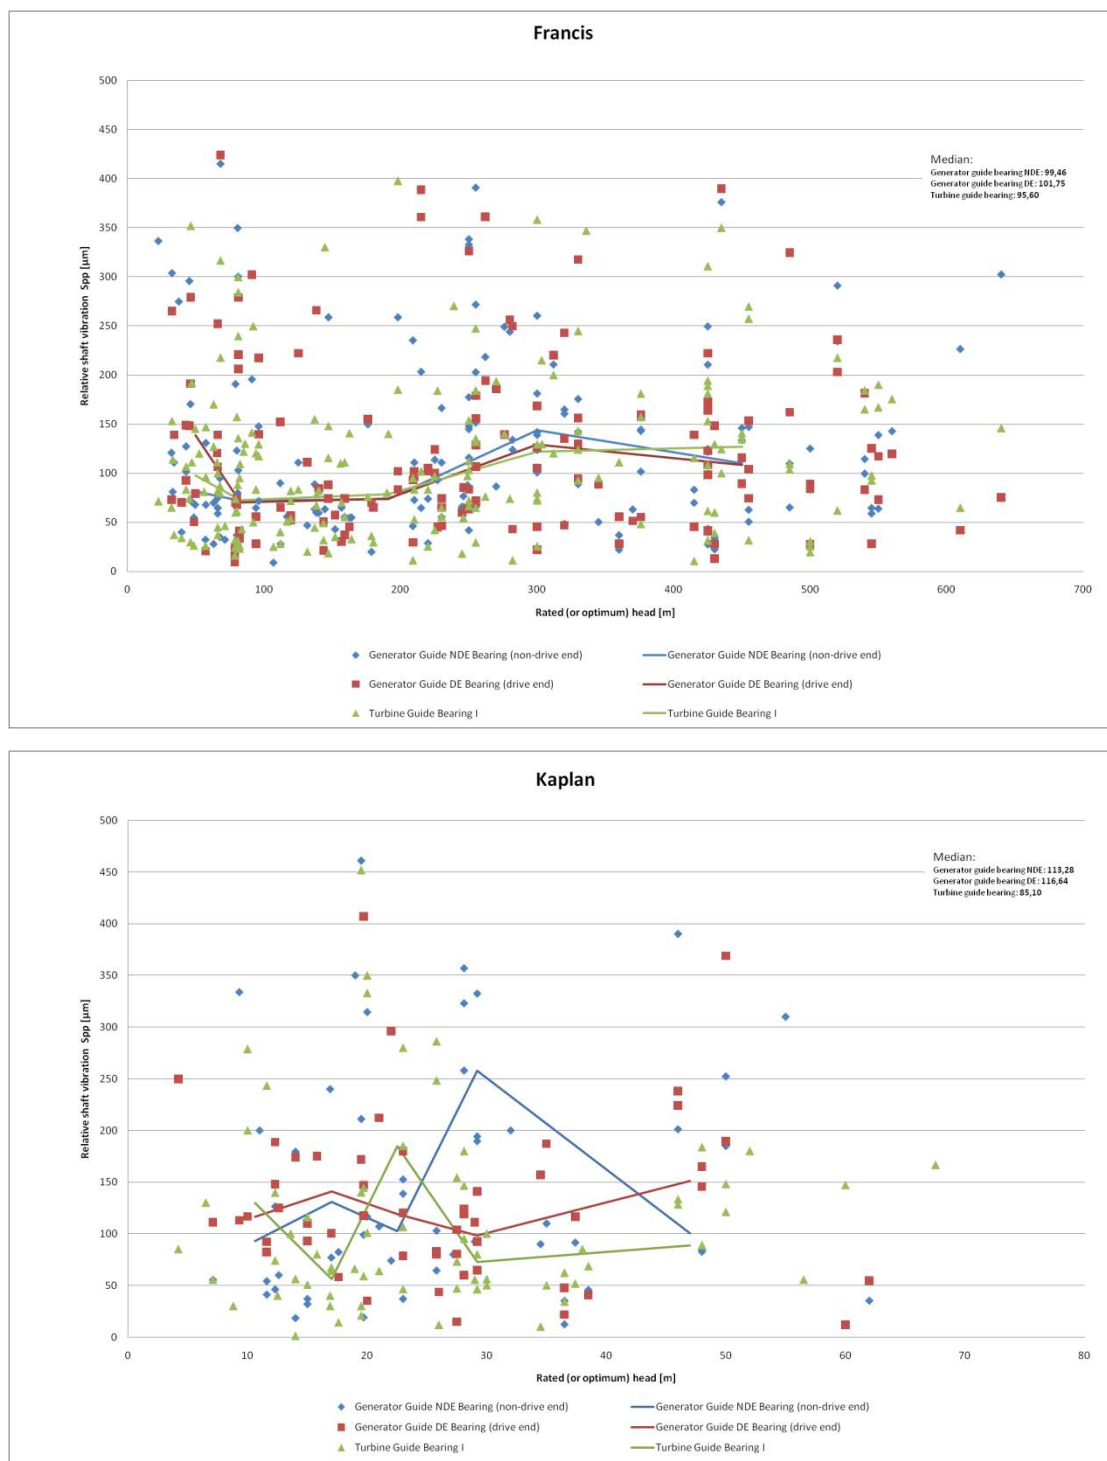 Francis
500
450
400
350
300
250
200
150
100
50
0
Relative shaft vibration Spp [µm]
Median:
Generator guide bearing NDE: 99,46
Generator guide bearing DE: 101,75
Turbine guide bearing: 95,60
0 100 200 300 400 500 600 700
Rated (or optimum) head [m]
Generator Guide NDE Bearing (non-drive end) Generator Guide NDE Bearing (non-drive end)
Generator Guide DE Bearing (drive end) Generator Guide DE Bearing (drive end)
Turbine Guide Bearing I Turbine Guide Bearing I
Kaplan
500
450
400
350
300
250
200
150
100
50
0
Relative shaft vibration Spp [µm]
Median:
Generator guide bearing NDE: 113,28
Generator guide bearing DE: 116,64
Turbine guide bearing: 85,10
0 10 20 30 40 50 60 70 80
Rated (or optimum) head [m]
Generator Guide NDE Bearing (non-drive end) Generator Guide NDE Bearing (non-drive end)
Generator Guide DE Bearing (drive end) Generator Guide DE Bearing (drive end)
Turbine Guide Bearing I Turbine Guide Bearing I